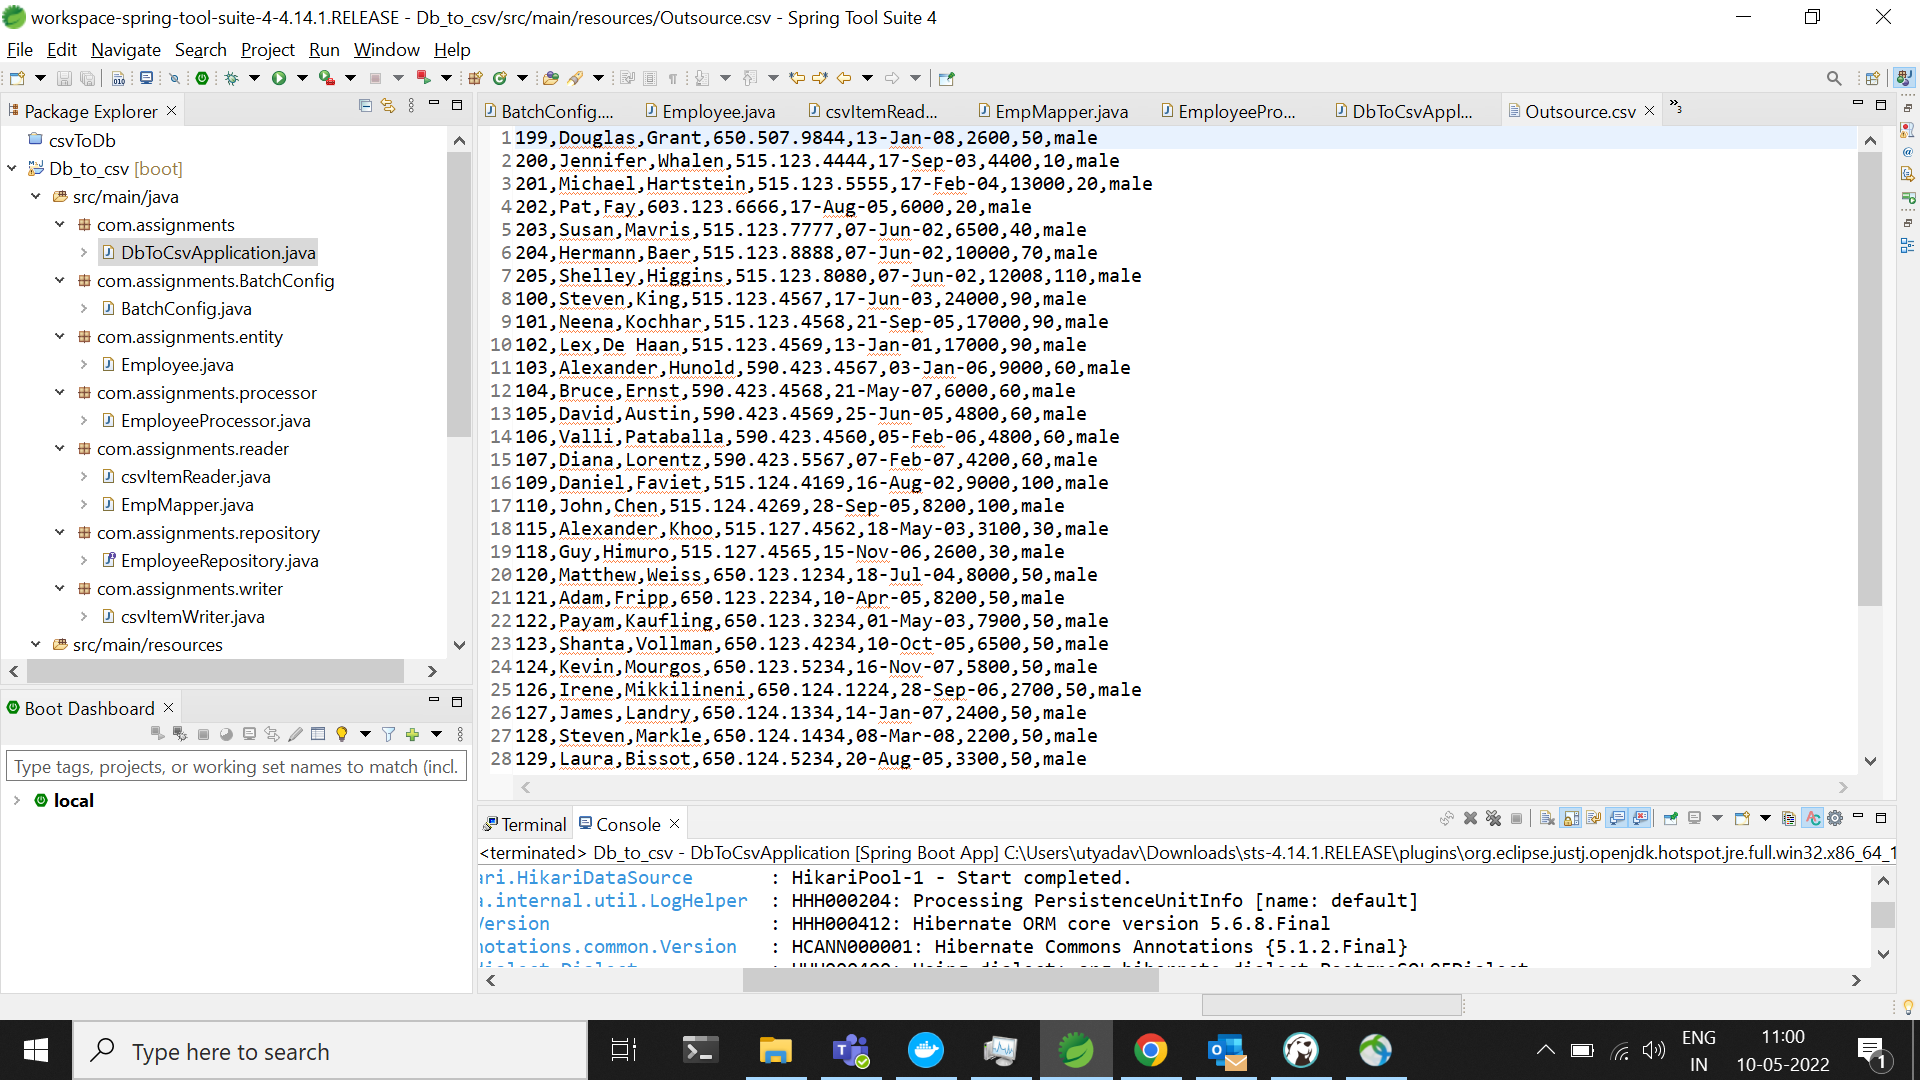 workspace-spring-tool-suite-4-4.14.1.RELEASE - Db_to_csv/src/main/resources/Outsource.csv - Spring Tool Suite 4
File Edit Navigate Search Project Run Window Help
Package Explorer
csvToDb
Db_to_csv [boot]
src/main/java
com.assignments
DbToCsvApplication.java
com.assignments.BatchConfig
BatchConfig.java
com.assignments.entity
Employee.java
com.assignments.processor
EmployeeProcessor.java
com.assignments.reader
csvItemReader.java
EmpMapper.java
com.assignments.repository
EmployeeRepository.java
com.assignments.writer
csvItemWriter.java
src/main/resources
Boot Dashboard
Type tags, projects, or working set names to match (incl.
local
BatchConfig.... Employee.java csvItemRead... EmpMapper.java EmployeePro... DbToCsvAppl... Outsource.csv »3
1 199,Douglas,Grant,650.507.9844,13-Jan-08,2600,50,male
2 200,Jennifer,Whalen,515.123.4444,17-Sep-03,4400,10,male
3 201,Michael,Hartstein,515.123.5555,17-Feb-04,13000,20,male
4 202,Pat,Fay,603.123.6666,17-Aug-05,6000,20,male
5 203,Susan,Mavris,515.123.7777,07-Jun-02,6500,40,male
6 204,Hermann,Baer,515.123.8888,07-Jun-02,10000,70,male
7 205,Shelley,Higgins,515.123.8080,07-Jun-02,12008,110,male
8 100,Steven,King,515.123.4567,17-Jun-03,24000,90,male
9 101,Neena,Kochhar,515.123.4568,21-Sep-05,17000,90,male
10 102,Lex,De Haan,515.123.4569,13-Jan-01,17000,90,male
11 103,Alexander,Hunold,590.423.4567,03-Jan-06,9000,60,male
12 104,Bruce,Ernst,590.423.4568,21-May-07,6000,60,male
13 105,David,Austin,590.423.4569,25-Jun-05,4800,60,male
14 106,Valli,Pataballa,590.423.4560,05-Feb-06,4800,60,male
15 107,Diana,Lorentz,590.423.5567,07-Feb-07,4200,60,male
16 109,Daniel,Faviet,515.124.4169,16-Aug-02,9000,100,male
17 110,John,Chen,515.124.4269,28-Sep-05,8200,100,male
18 115,Alexander,Khoo,515.127.4562,18-May-03,3100,30,male
19 118,Guy,Himuro,515.127.4565,15-Nov-06,2600,30,male
20 120,Matthew,Weiss,650.123.1234,18-Jul-04,8000,50,male
21 121,Adam,Fripp,650.123.2234,10-Apr-05,8200,50,male
22 122,Payam,Kaufling,650.123.3234,01-May-03,7900,50,male
23 123,Shanta,Vollman,650.123.4234,10-Oct-05,6500,50,male
24 124,Kevin,Mourgos,650.123.5234,16-Nov-07,5800,50,male
25 126,Irene,Mikkilineni,650.124.1224,28-Sep-06,2700,50,male
26 127,James,Landry,650.124.1334,14-Jan-07,2400,50,male
27 128,Steven,Markle,650.124.1434,08-Mar-08,2200,50,male
28 129,Laura,Bissot,650.124.5234,20-Aug-05,3300,50,male
Terminal Console
<terminated> Db_to_csv - DbToCsvApplication [Spring Boot App] C:\Users\utyadav\Downloads\sts-4.14.1.RELEASE\plugins\org.eclipse.justj.openjdk.hotspot.jre.full.win32.x86_64_1
ari.HikariDataSource : HikariPool-1 - Start completed.
a.internal.util.LogHelper : HHH000204: Processing PersistenceUnitInfo [name: default]
Version : HHH000412: Hibernate ORM core version 5.6.8.Final
notations.common.Version : HCANN000001: Hibernate Commons Annotations {5.1.2.Final}
Type here to search
ENG
IN
11:00
10-05-2022
1